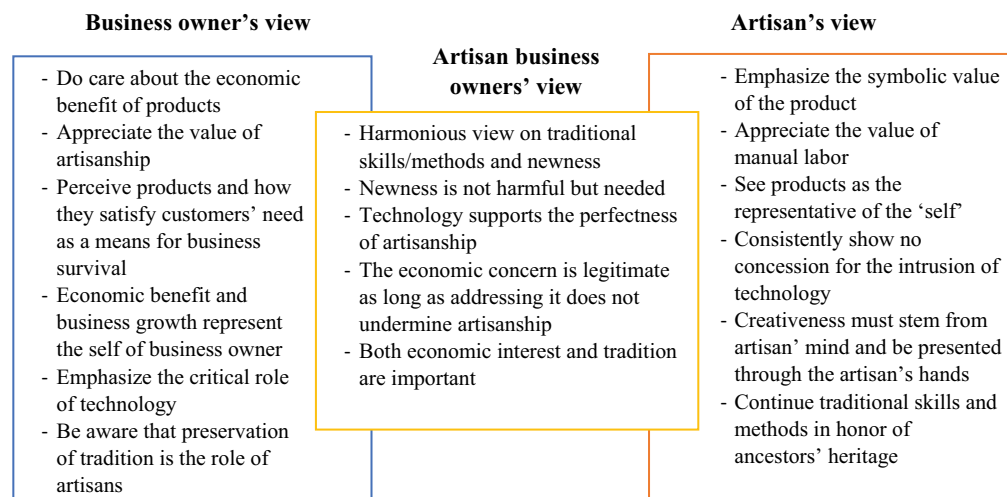 Business owner's view
- Do care about the economic
benefit of products
- Appreciate the value of
artisanship
- Perceive products and how
they satisfy customers' need
as a means for business
survival
- Economic benefit and
business growth represent
the self of business owner
- Emphasize the critical role
of technology
- Be aware that preservation
of tradition is the role of
artisans
Artisan business
owners' view
- Harmonious view on traditional
skills/methods and newness
- Newness is not harmful but needed
- Technology supports the perfectness
of artisanship
- The economic concern is legitimate
as long as addressing it does not
undermine artisanship
- Both economic interest and tradition
are important
Artisan's view
- Emphasize the symbolic value
of the product
- Appreciate the value of
manual labor
- See products as the
representative of the ‘self’
- Consistently show no
concession for the intrusion of
technology
- Creativeness must stem from
artisan’ mind and be presented
through the artisan's hands
- Continue traditional skills and
methods in honor of
ancestors’ heritage